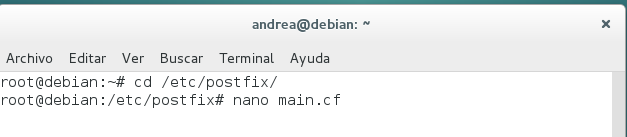 andrea@debian: ~
Archivo Editar Ver Buscar Terminal Ayuda
root@debian:~# cd /etc/postfix/
root@debian:/etc/postfix# nano main.cf